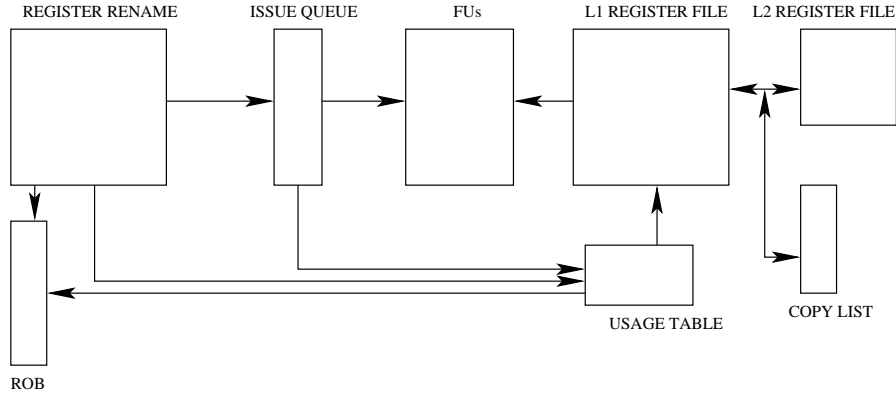 REGISTER RENAME
ISSUE QUEUE
FUs
L1 REGISTER FILE
L2 REGISTER FILE
USAGE TABLE
COPY LIST
ROB